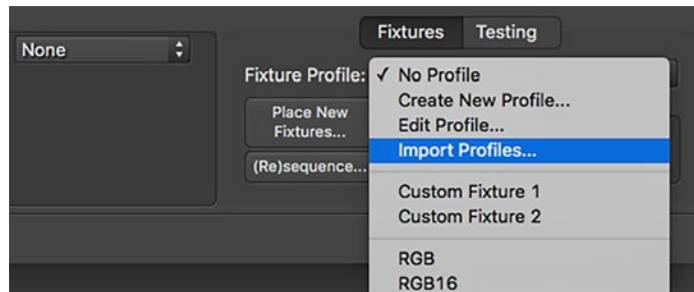 None
Fixtures Testing
Fixture Profile: ✓ No Profile
Create New Profile...
Place New
Fixtures...
Edit Profile...
Import Profiles...
(Re)sequence...
Custom Fixture 1
Custom Fixture 2
RGB
RGB16